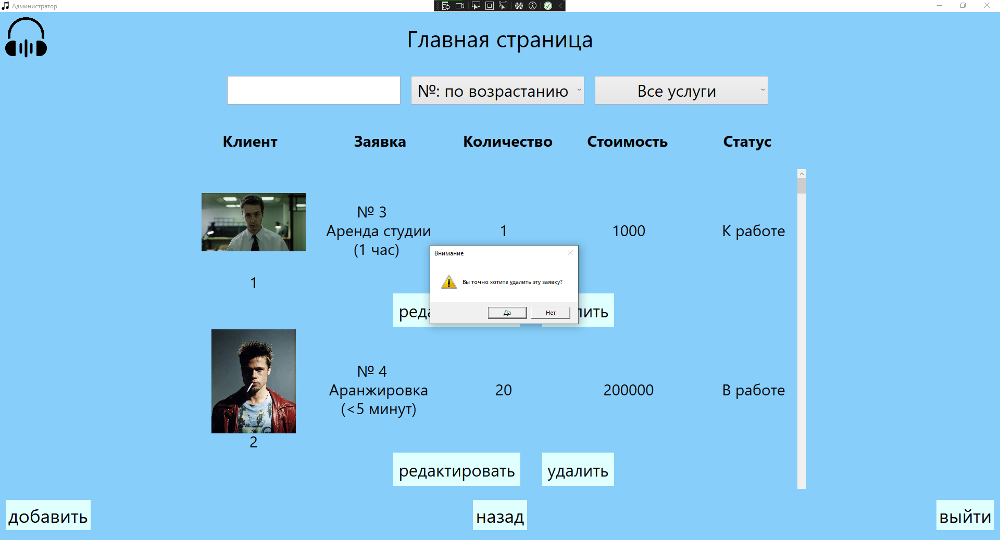 Администратор
Главная страница
№: по возрастанию
Все услуги
Клиент
Заявка
Количество
Стоимость
Статус
№ 3
Аренда студии
(1 час)
1
1000
К работе
1
Внимание
Вы точно хотите удалить эту заявку?
Да
Нет
№ 4
Аранжировка
(<5 минут)
20
200000
В работе
2
редактировать
удалить
добавить
назад
выйти